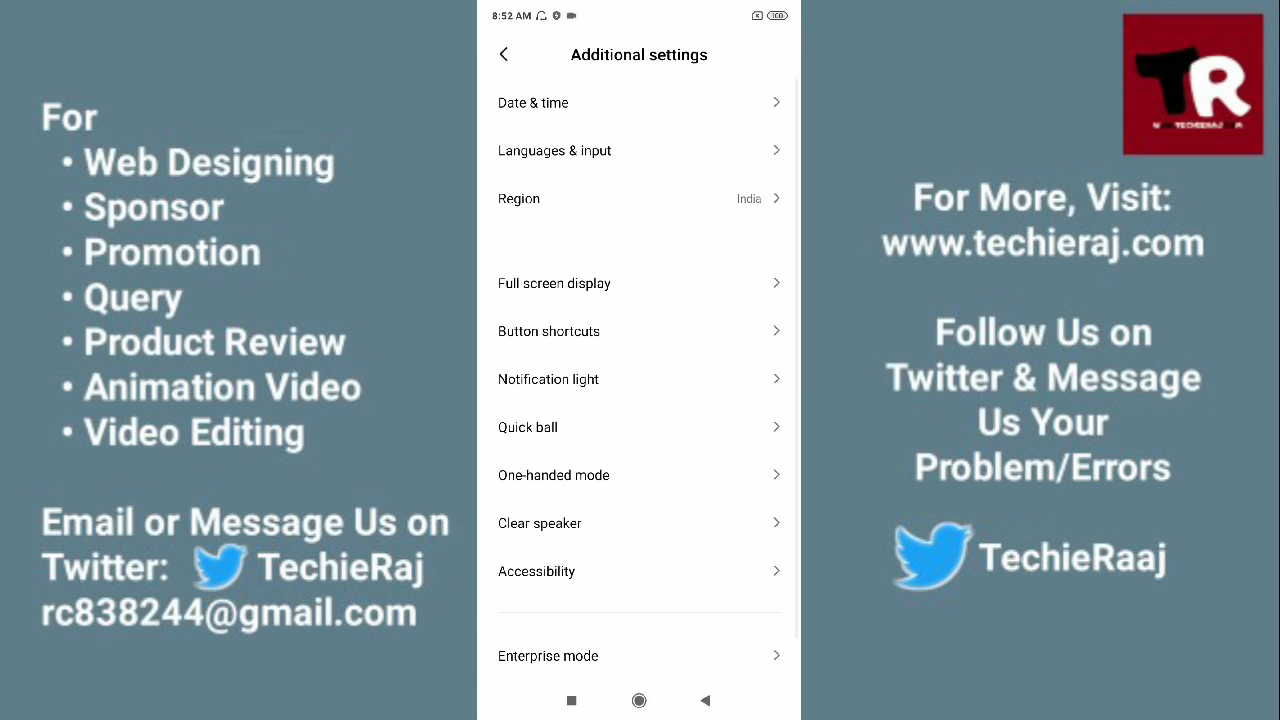 For
• Web Designing
• Sponsor
• Promotion
• Query
• Product Review
• Animation Video
• Video Editing
Email or Message Us on
Twitter: TechieRaj
rc838244@gmail.com
8:52 AM
100
Additional settings
Date & time
Languages & input
Region India
Full screen display
Button shortcuts
Notification light
Quick ball
One-handed mode
Clear speaker
Accessibility
Enterprise mode
TR
For More, Visit:
www.techieraj.com
Follow Us on
Twitter & Message
Us Your
Problem/Errors
TechieRaaj